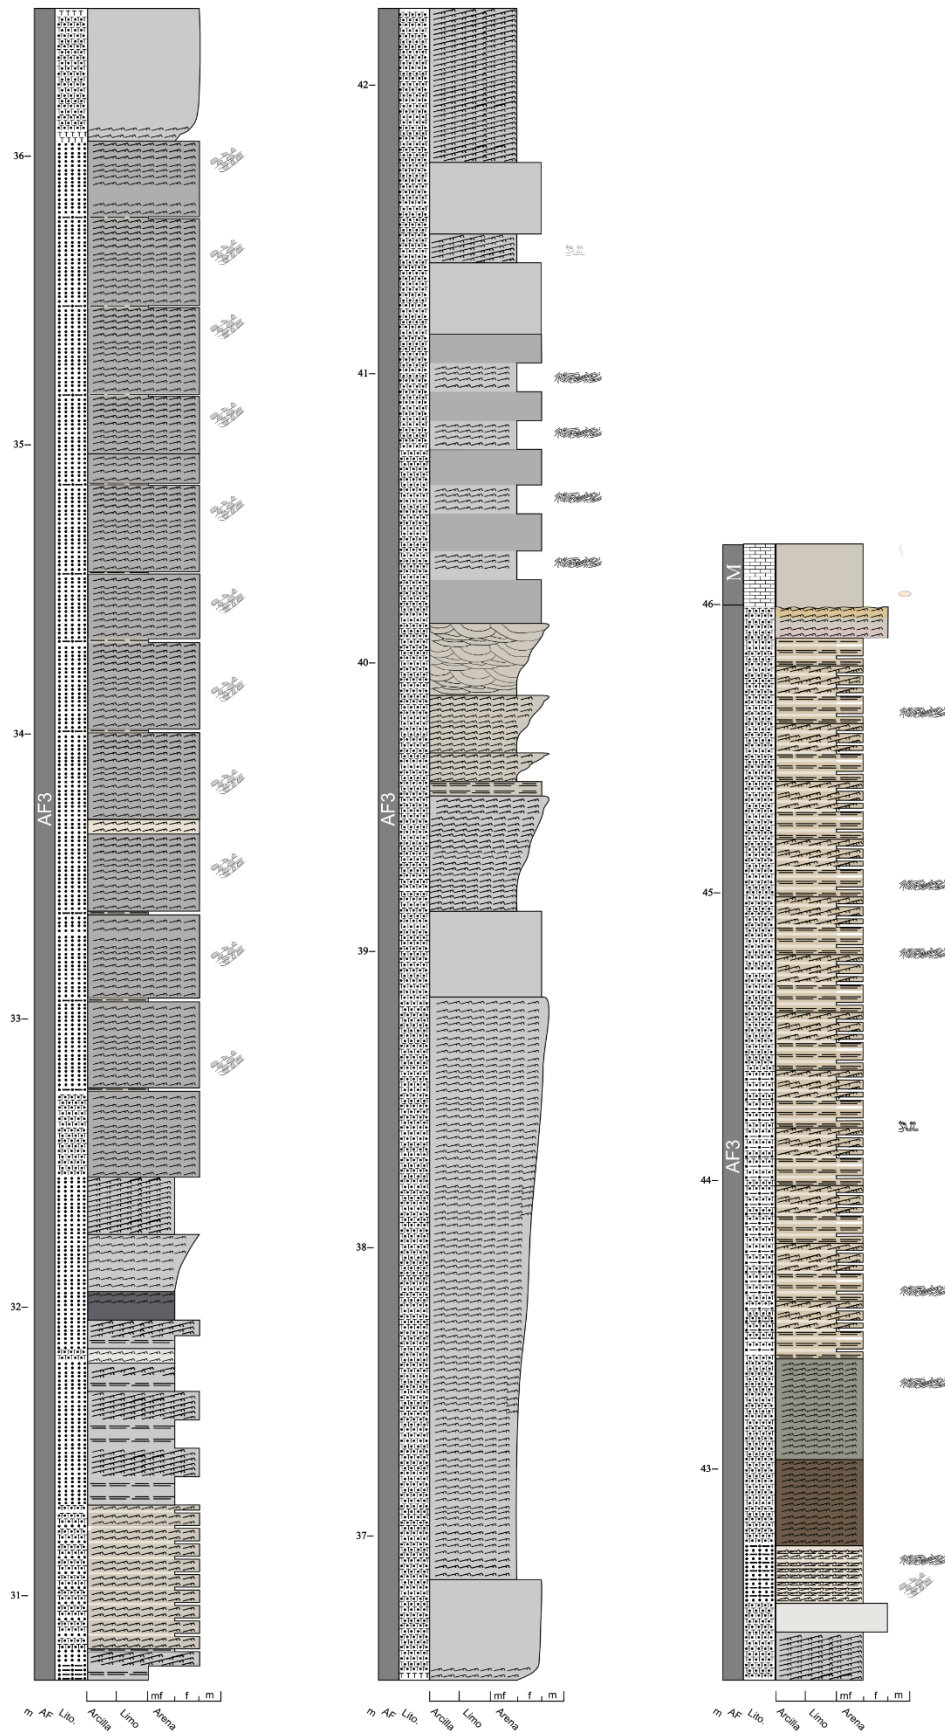 36
35
34
AF3
33
32
31
mf f m
m AF Lito. Arcilla Limo Arena
42
41
40
AF3
39
38
37
mf f m
m AF Lito. Arcilla Limo Arena
M
46
45
AF3
44
43
mf f m
m AF Lito. Arcilla Limo Arena